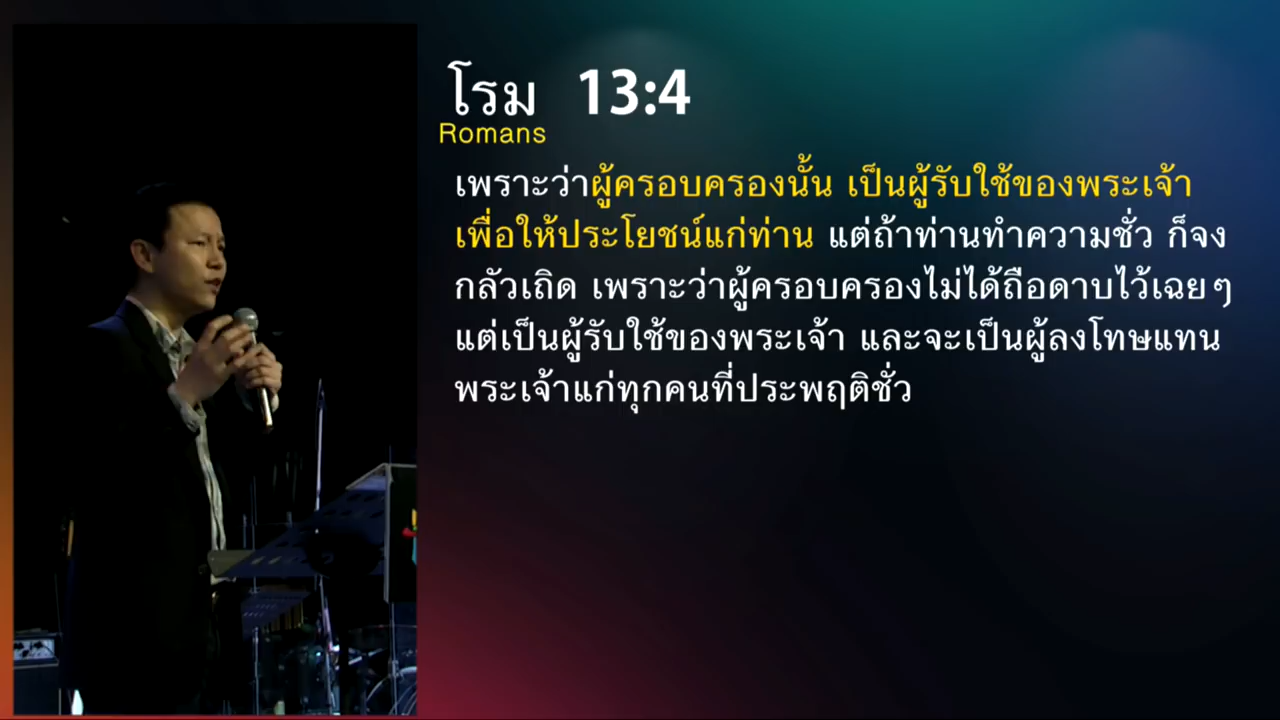 โรม 13:4
Romans
เพราะว่าผู้ครอบครองนั้น เป็นผู้รับใช้ของพระเจ้า
เพื่อให้ประโยชน์แก่ท่าน แต่ถ้าท่านทำความชั่ว ก็จง
กลัวเถิด เพราะว่าผู้ครอบครองไม่ได้ถือดาบไว้เฉยๆ
แต่เป็นผู้รับใช้ของพระเจ้า และจะเป็นผู้ลงโทษแทน
พระเจ้าแก่ทุกคนที่ประพฤติชั่ว